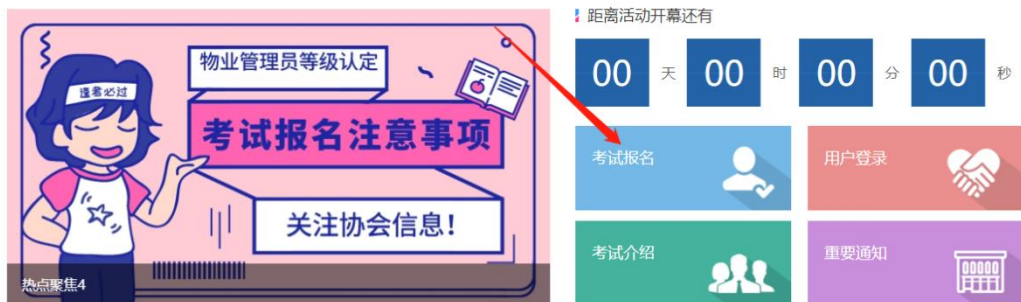 物业管理员等级认定
逢考必过
考试报名注意事项
关注协会信息!
热点聚焦4
距离活动开幕还有
00 天 00 时 00 分 00 秒
考试报名
用户登录
考试介绍
重要通知